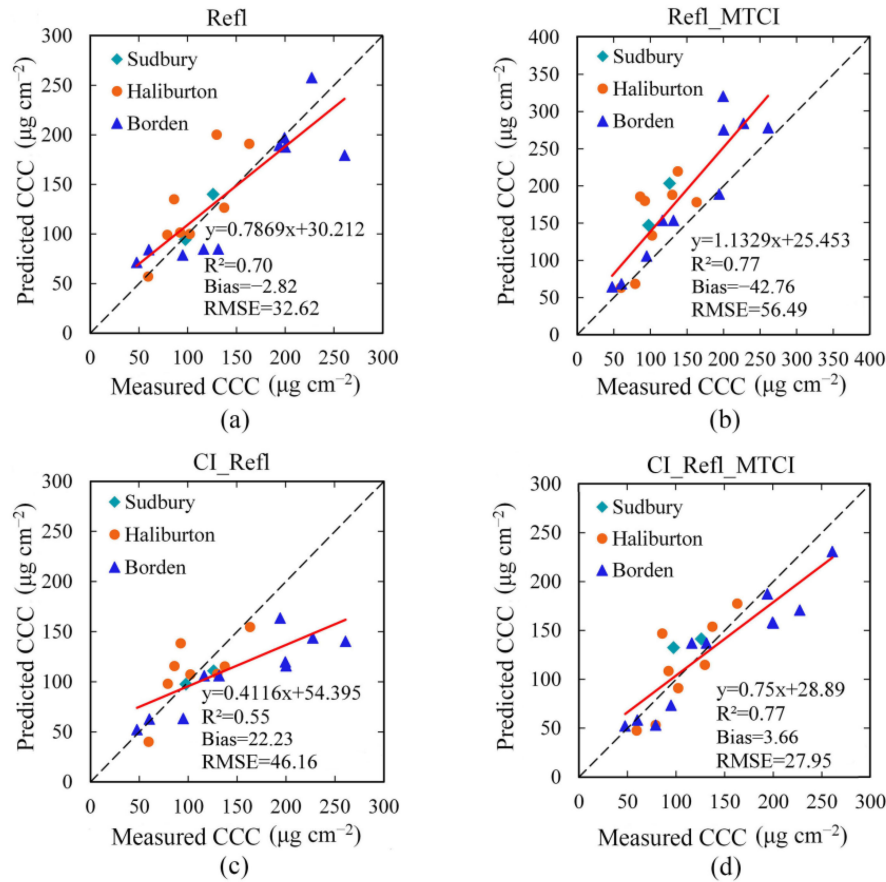 Refl
300
250
200
150
100
50
0
Predicted CCC (μg cm⁻²)
Sudbury
Haliburton
Borden
y=0.7869x+30.212
R²=0.70
Bias=−2.82
RMSE=32.62
0 50 100 150 200 250 300
Measured CCC (μg cm⁻²)
(a)
Refl_MTCI
400
350
300
250
200
150
100
50
0
Predicted CCC (μg cm⁻²)
Sudbury
Haliburton
Borden
y=1.1329x+25.453
R²=0.77
Bias=−42.76
RMSE=56.49
0 50 100 150 200 250 300 350 400
Measured CCC (μg cm⁻²)
(b)
CI_Refl
300
250
200
150
100
50
0
Predicted CCC (μg cm⁻²)
Sudbury
Haliburton
Borden
y=0.4116x+54.395
R²=0.55
Bias=22.23
RMSE=46.16
0 50 100 150 200 250 300
Measured CCC (μg cm⁻²)
(c)
CI_Refl_MTCI
300
250
200
150
100
50
0
Predicted CCC (μg cm⁻²)
Sudbury
Haliburton
Borden
y=0.75x+28.89
R²=0.77
Bias=3.66
RMSE=27.95
0 50 100 150 200 250 300
Measured CCC (μg cm⁻²)
(d)